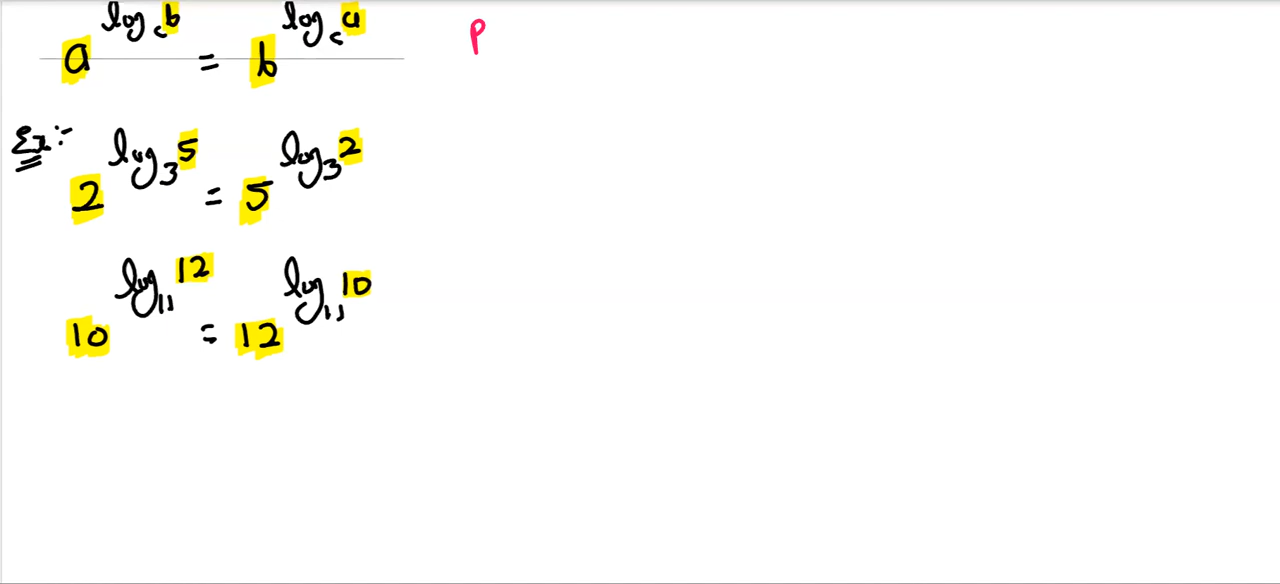 a^(log_c b) = b^(log_c a)
P
Ex:-
2^(log_3 5) = 5^(log_3 2)
10^(log_11 12) = 12^(log_11 10)